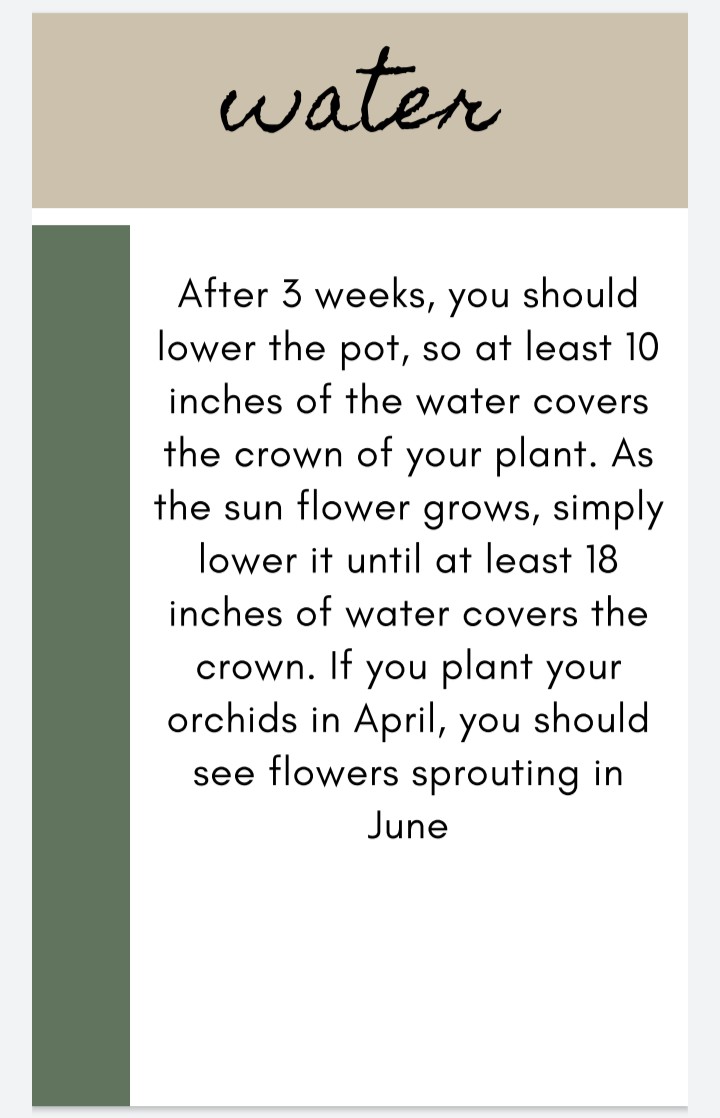 water
After 3 weeks, you should
lower the pot, so at least 10
inches of the water covers
the crown of your plant. As
the sun flower grows, simply
lower it until at least 18
inches of water covers the
crown. If you plant your
orchids in April, you should
see flowers sprouting in
June